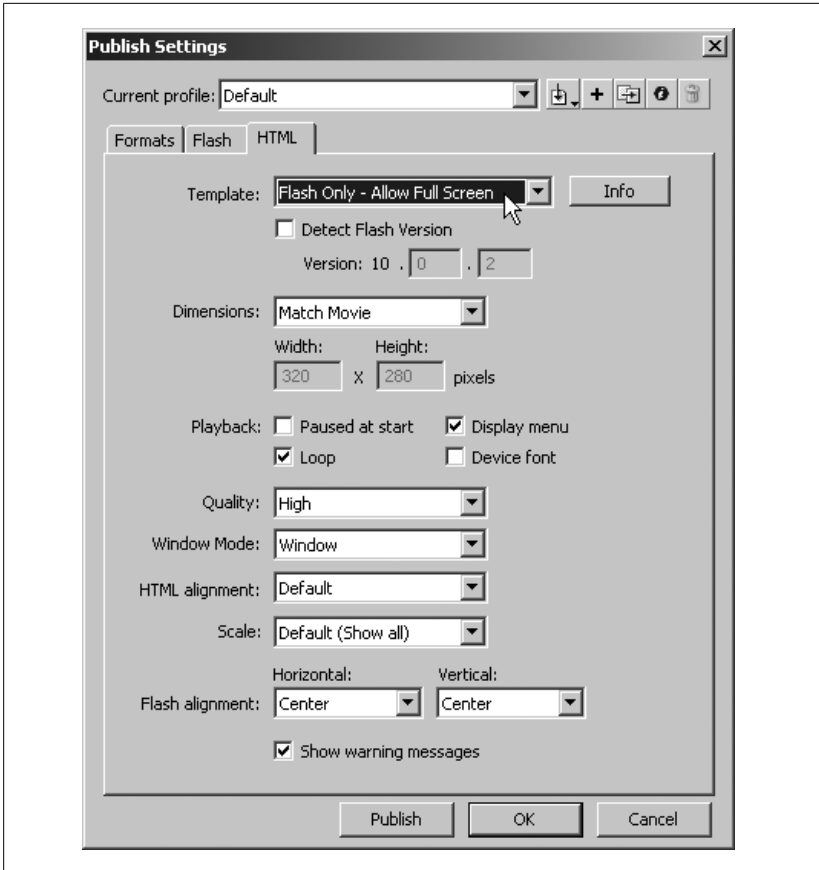 Publish Settings
Current profile: Default
Formats Flash HTML
Template: Flash Only - Allow Full Screen Info
Detect Flash Version
Version: 10 . 0 . 2
Dimensions: Match Movie
Width: Height:
320 X 280 pixels
Playback: Paused at start Display menu
Loop Device font
Quality: High
Window Mode: Window
HTML alignment: Default
Scale: Default (Show all)
Horizontal: Vertical:
Flash alignment: Center Center
Show warning messages
Publish OK Cancel